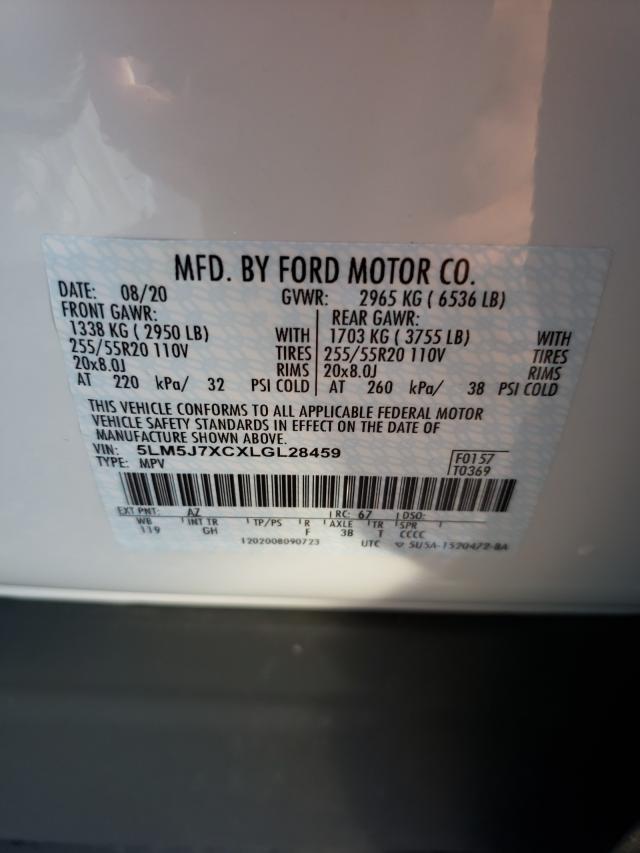 MFD. BY FORD MOTOR CO.
DATE: 08/20 GVWR: 2965 KG ( 6536 LB)
FRONT GAWR: REAR GAWR:
1338 KG ( 2950 LB) WITH 1703 KG ( 3755 LB) WITH
255/55R20 110V TIRES 255/55R20 110V TIRES
20x8.0J RIMS 20x8.0J RIMS
AT 220 kPa/ 32 PSI COLD AT 260 kPa/ 38 PSI COLD
THIS VEHICLE CONFORMS TO ALL APPLICABLE FEDERAL MOTOR
VEHICLE SAFETY STANDARDS IN EFFECT ON THE DATE OF
MANUFACTURE SHOWN ABOVE.
VIN: 5LM5J7XCXLGL28459 F0157
TYPE: MPV T0369
EXT PNT: AZ RC: 67 DSO:
WB INT TR TP/PS R AXLE TR SPR
119 GH F 3B T CCCC
1202008090723 UTC ▽ SU5A-1520472-BA